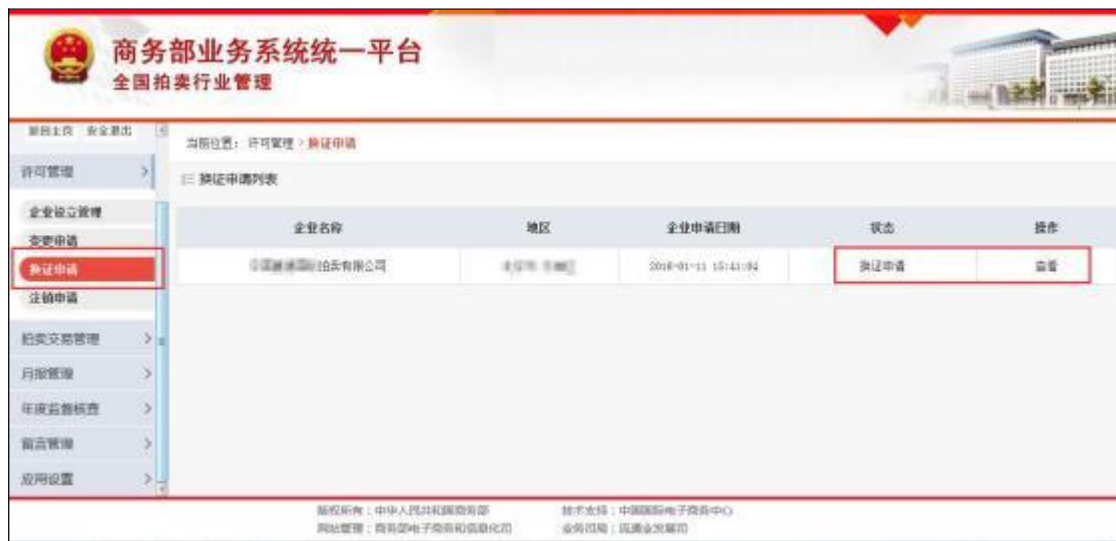 商务部业务系统统一平台
全国拍卖行业管理
返回主页 安全退出
当前位置：许可管理 > 换证申请
许可管理
换证申请列表
企业设立管理
变更申请
换证申请
注销申请
拍卖交易管理
月报管理
年度监督核查
留言管理
应用设置
企业名称 地区 企业申请日期 状态 操作
拍卖有限公司 换证申请 查看
版权所有：中华人民共和国商务部 技术支持：中国国际电子商务中心
网站管理：商务部电子商务和信息化司 业务司局：流通业发展司